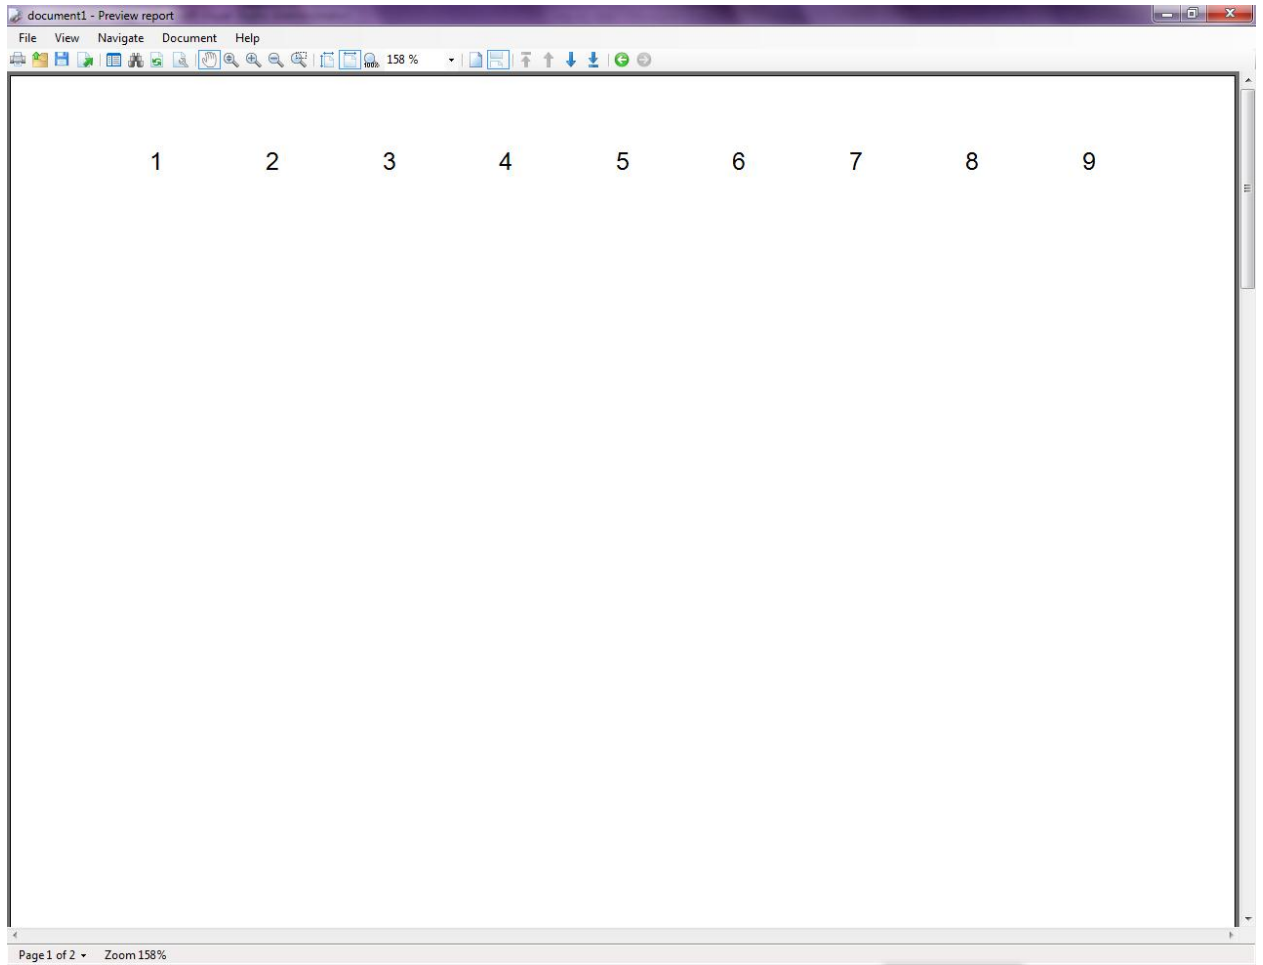 document1 - Preview report
File View Navigate Document Help
100% 158 %
1 2 3 4 5 6 7 8 9
Page 1 of 2 Zoom 158%